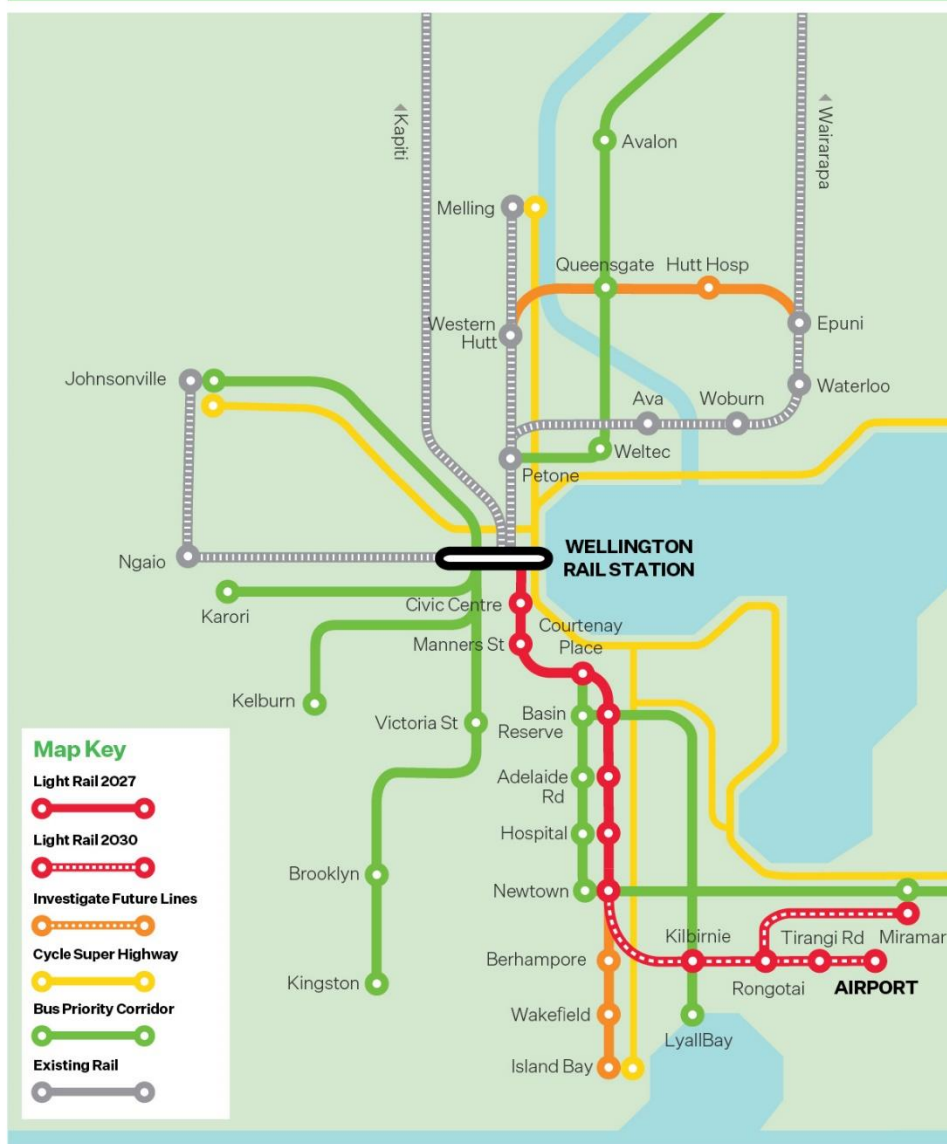 Kapiti
Wairarapa
Avalon
Melling
Queensgate
Hutt Hosp
Western
Hutt
Epuni
Johnsonville
Waterloo
Ava
Woburn
Weltec
Petone
WELLINGTON
RAIL STATION
Ngaio
Karori
Civic Centre
Courtenay
Place
Manners St
Kelburn
Victoria St
Basin
Reserve
Adelaide
Rd
Hospital
Brooklyn
Newtown
Kilbirnie
Tirangi Rd
Miramar
Berhampore
Rongotai
AIRPORT
Kingston
Wakefield
LyallBay
Island Bay
Map Key
Light Rail 2027
Light Rail 2030
Investigate Future Lines
Cycle Super Highway
Bus Priority Corridor
Existing Rail